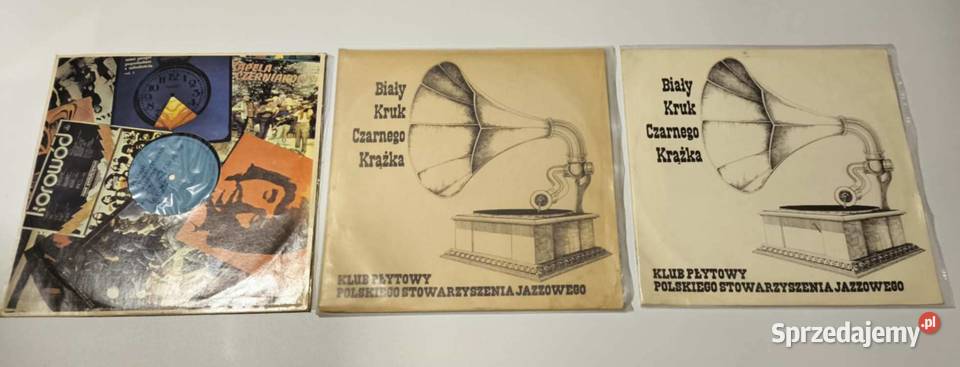 KAPELA
CZERNIAKOWSKA
korowód
Biały
Kruk
Czarnego
Krążka
KLUB PŁYTOWY
POLSKIEGO STOWARZYSZENIA JAZZOWEGO
Biały
Kruk
Czarnego
Krążka
KLUB PŁYTOWY
POLSKIEGO STOWARZYSZENIA JAZZOWEGO
Sprzedajemy.pl